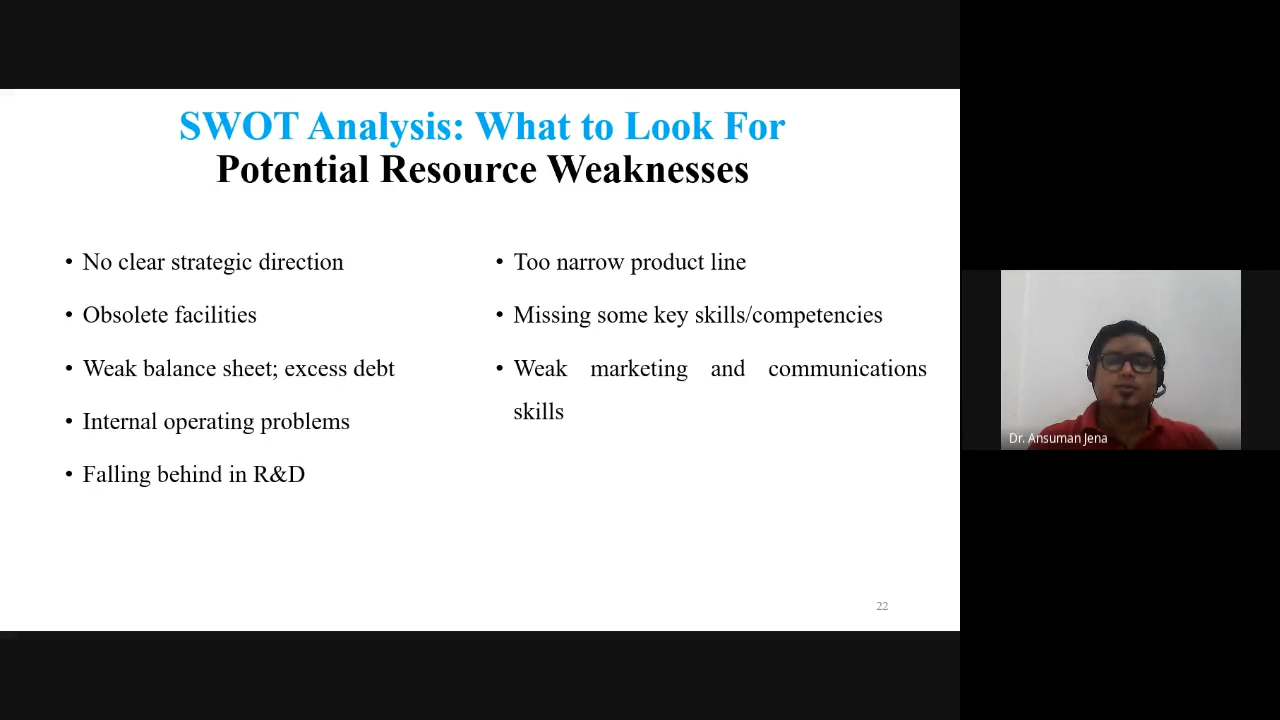 SWOT Analysis: What to Look For
Potential Resource Weaknesses
• No clear strategic direction
• Obsolete facilities
• Weak balance sheet; excess debt
• Internal operating problems
• Falling behind in R&D
• Too narrow product line
• Missing some key skills/competencies
• Weak marketing and communications
skills
22
Dr. Ansuman Jena